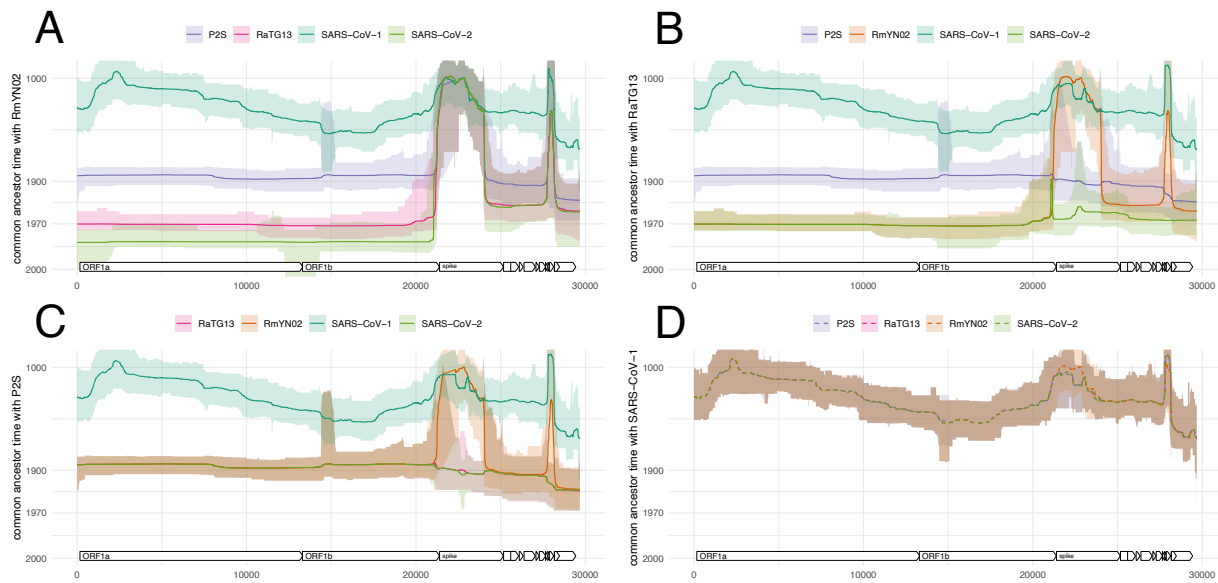 A
P2S RaTG13 SARS-CoV-1 SARS-CoV-2
common ancestor time with RmYN02
1000
1900
1970
2000
ORF1a ORF1b spike
0 10000 20000 30000
B
P2S RmYN02 SARS-CoV-1 SARS-CoV-2
common ancestor time with RaTG13
1000
1900
1970
2000
ORF1a ORF1b spike
0 10000 20000 30000
C
RaTG13 RmYN02 SARS-CoV-1 SARS-CoV-2
common ancestor time with P2S
1000
1900
1970
2000
ORF1a ORF1b spike
0 10000 20000 30000
D
P2S RaTG13 RmYN02 SARS-CoV-2
common ancestor time with SARS-CoV-1
1000
1900
1970
2000
ORF1a ORF1b spike
0 10000 20000 30000